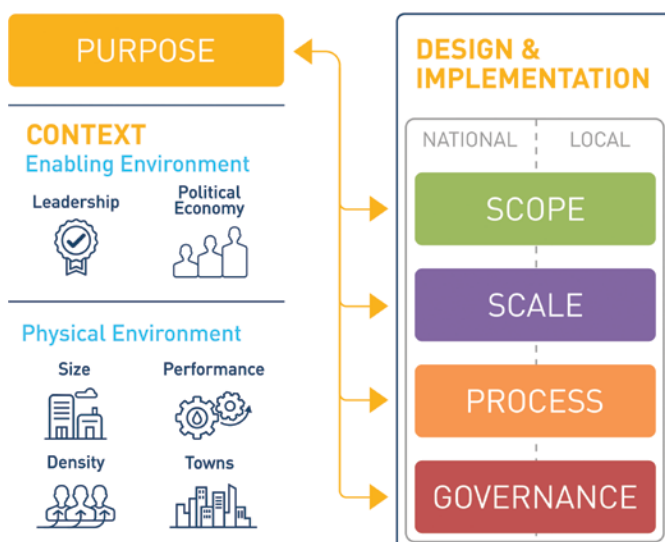 PURPOSE
CONTEXT
Enabling Environment
Leadership
Political
Economy
Physical Environment
Size
Performance
Density
Towns
DESIGN &
IMPLEMENTATION
NATIONAL
LOCAL
SCOPE
SCALE
PROCESS
GOVERNANCE